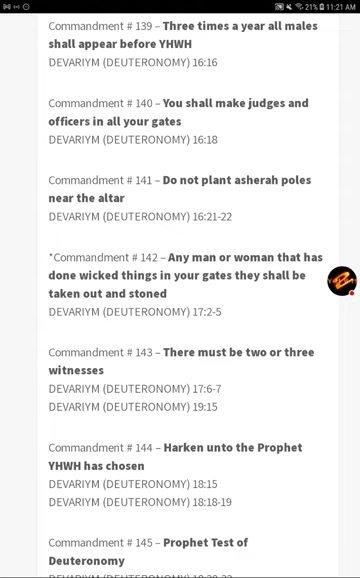 21% 11:21 AM
Commandment # 139 – Three times a year all males
shall appear before YHWH
DEVARIYM (DEUTERONOMY) 16:16
Commandment # 140 – You shall make judges and
officers in all your gates
DEVARIYM (DEUTERONOMY) 16:18
Commandment # 141 – Do not plant asherah poles
near the altar
DEVARIYM (DEUTERONOMY) 16:21-22
*Commandment # 142 – Any man or woman that has
done wicked things in your gates they shall be
taken out and stoned
DEVARIYM (DEUTERONOMY) 17:2-5
Commandment # 143 – There must be two or three
witnesses
DEVARIYM (DEUTERONOMY) 17:6-7
DEVARIYM (DEUTERONOMY) 19:15
Commandment # 144 – Harken unto the Prophet
YHWH has chosen
DEVARIYM (DEUTERONOMY) 18:15
DEVARIYM (DEUTERONOMY) 18:18-19
Commandment # 145 – Prophet Test of
Deuteronomy
DEVARIYM (DEUTERONOMY)